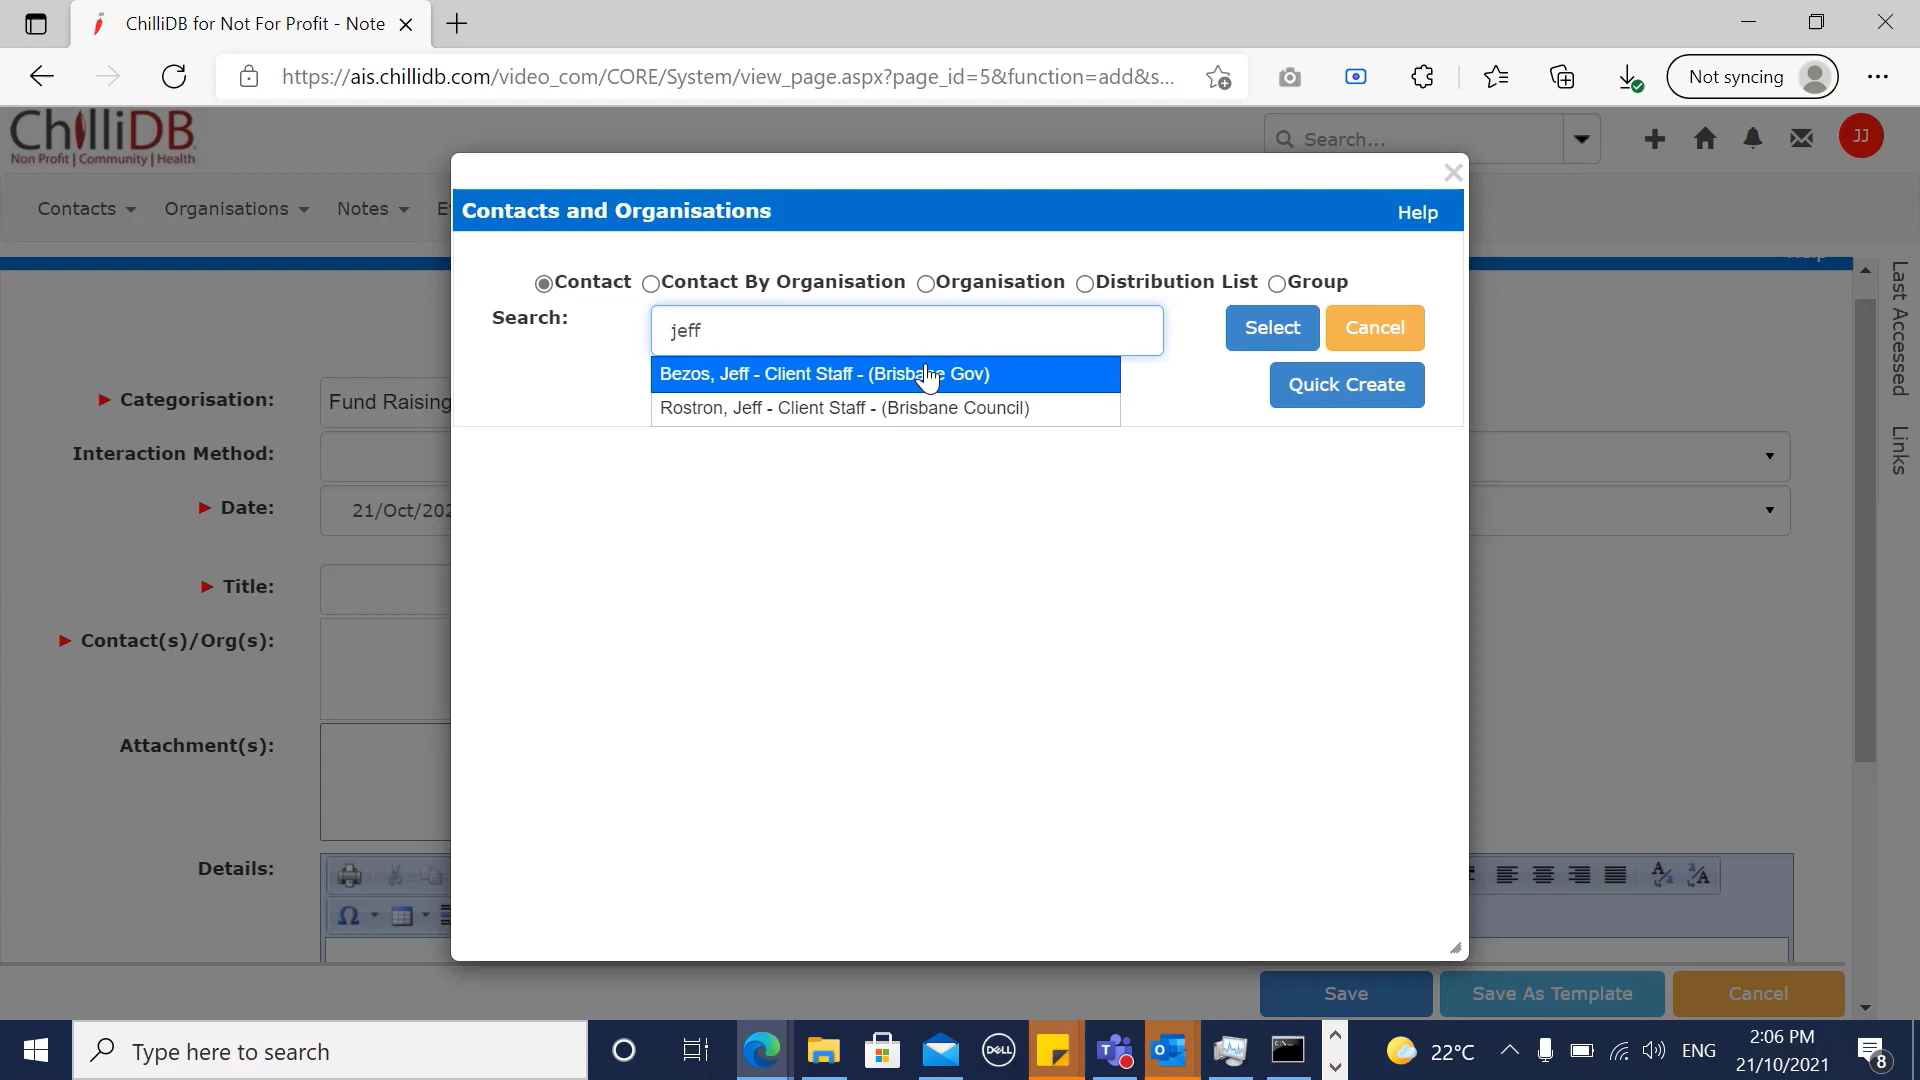 ChilliDB for Not For Profit - Note
https://ais.chillidb.com/video_com/CORE/System/view_page.aspx?page_id=5&function=add&s...
Not syncing
ChilliDB
Non Profit | Community | Health
Search...
JJ
Contacts
Organisations
Notes
Contacts and Organisations
Help
Contact
Contact By Organisation
Organisation
Distribution List
Group
Search:
jeff
Select
Cancel
Bezos, Jeff - Client Staff - (Brisbane Gov)
Quick Create
Rostron, Jeff - Client Staff - (Brisbane Council)
Categorisation:
Fund Raising
Interaction Method:
Date:
21/Oct/202
Title:
Contact(s)/Org(s):
Attachment(s):
Details:
Last Accessed
Links
Save
Save As Template
Cancel
Type here to search
DELL
22°C
ENG
2:06 PM
21/10/2021
8